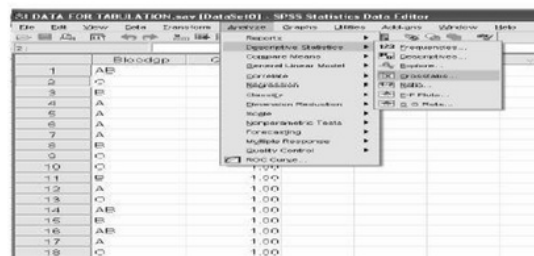 SI DATA FOR TABULATION.sav [DataSet0] - SPSS Statistics Data Editor
File Edit View Data Transform Analyze Graphs Utilities Add-ons Window Help
Reports
Descriptive Statistics
Compare Means
General Linear Model
Correlate
Regression
Classify
Dimension Reduction
Scale
Nonparametric Tests
Forecasting
Multiple Response
Quality Control
ROC Curve...
Frequencies...
Descriptives...
Explore...
Crosstabs...
Ratio...
P-P Plots...
Q-Q Plots...
2 :
Bloodgp
1 AB
2 O
3 B
4 A
5 O
6 A
7 A
8 B
9 O
10 O 1.00
11 B 1.00
12 A 1.00
13 O 1.00
14 AB 1.00
15 B 1.00
16 AB 1.00
17 A 1.00
18 O 1.00